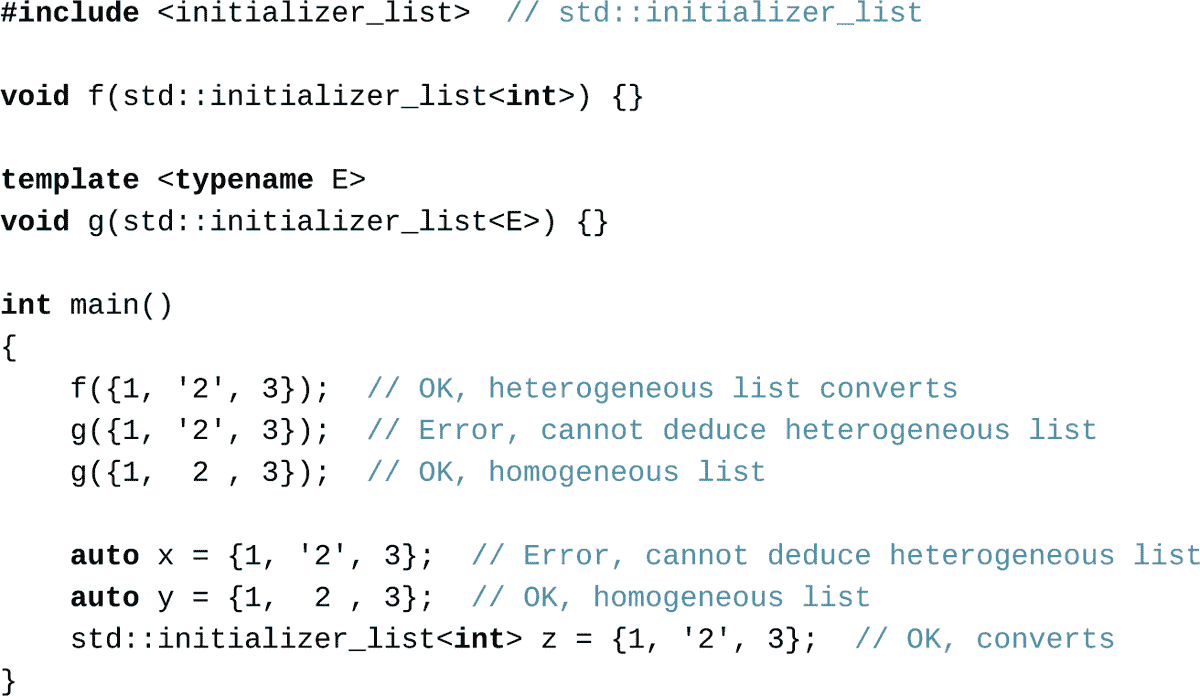 #include <initializer_list>  // std::initializer_list

void f(std::initializer_list<int>) {}

template <typename E>
void g(std::initializer_list<E>) {}

int main()
{
    f({1, '2', 3});  // OK, heterogeneous list converts
    g({1, '2', 3});  // Error, cannot deduce heterogeneous list
    g({1,  2 , 3});  // OK, homogeneous list

    auto x = {1, '2', 3};  // Error, cannot deduce heterogeneous list
    auto y = {1,  2 , 3};  // OK, homogeneous list
    std::initializer_list<int> z = {1, '2', 3};  // OK, converts
}